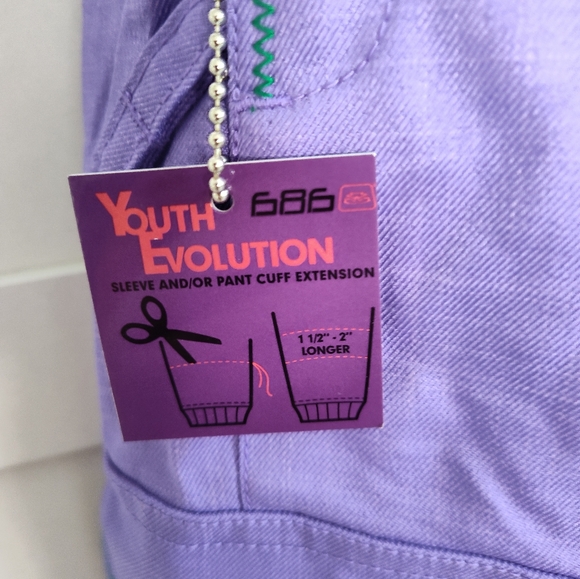 686
YOUTH
EVOLUTION
SLEEVE AND/OR PANT CUFF EXTENSION
1 1/2" - 2"
LONGER